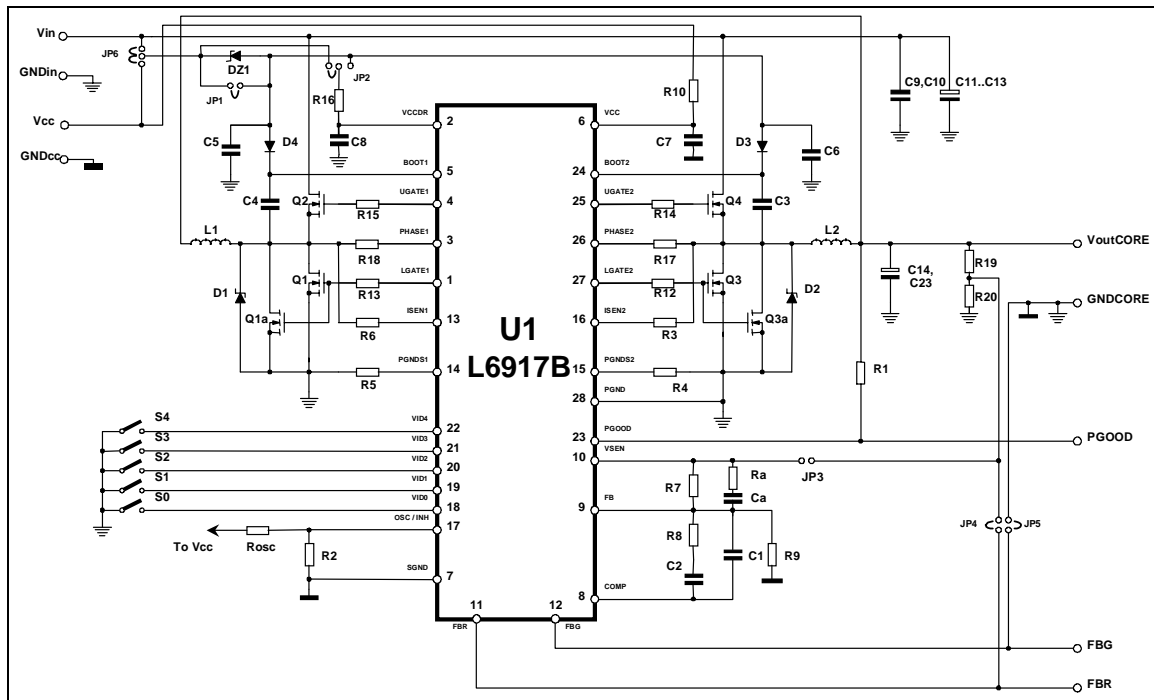 Vin
JP6
GNDin
Vcc
GNDcc
DZ1
JP1
JP2
R16
C5
D4
C8
VCCDR
2
BOOT1
5
C4
Q2
UGATE1
4
R15
L1
PHASE1
3
R18
D1
Q1
LGATE1
1
R13
Q1a
ISEN1
13
R6
PGNDS1
14
R5
S4
VID4
22
S3
VID3
21
S2
VID2
20
S1
VID1
19
S0
VID0
18
OSC / INH
17
To Vcc
Rosc
R2
SGND
7
11
FBR
12
FBG
U1
L6917B
R10
6
VCC
C7
D3
C6
24
BOOT2
25
UGATE2
R14
Q4
C3
26
PHASE2
R17
L2
27
LGATE2
R12
Q3
D2
16
ISEN2
R3
Q3a
15
PGNDS2
R4
28
PGND
23
PGOOD
10
VSEN
R7
Ra
Ca
JP3
9
FB
R8
C2
C1
R9
8
COMP
C9,C10
C11..C13
VoutCORE
C14,
C23
R19
R20
GNDCORE
R1
PGOOD
JP4
JP5
FBG
FBR